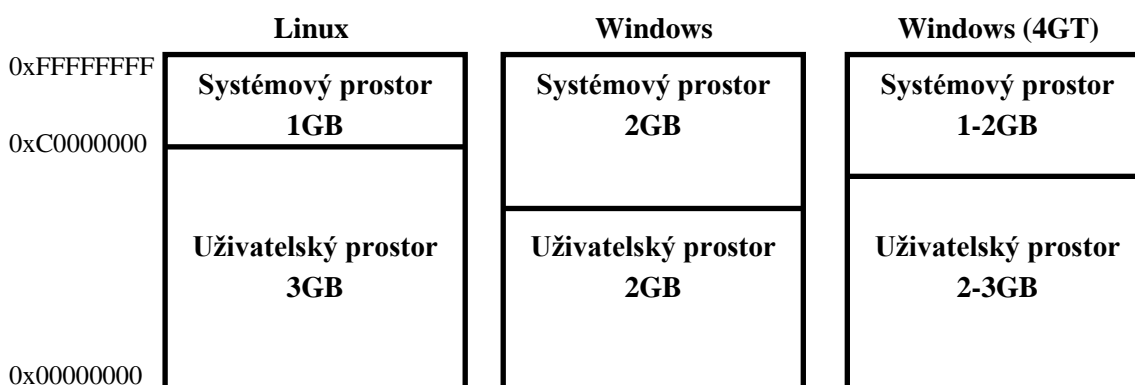 Linux
Windows
Windows (4GT)
0xFFFFFFFF
Systémový prostor
1GB
Systémový prostor
2GB
Systémový prostor
1-2GB
0xC0000000
Uživatelský prostor
3GB
Uživatelský prostor
2GB
Uživatelský prostor
2-3GB
0x00000000